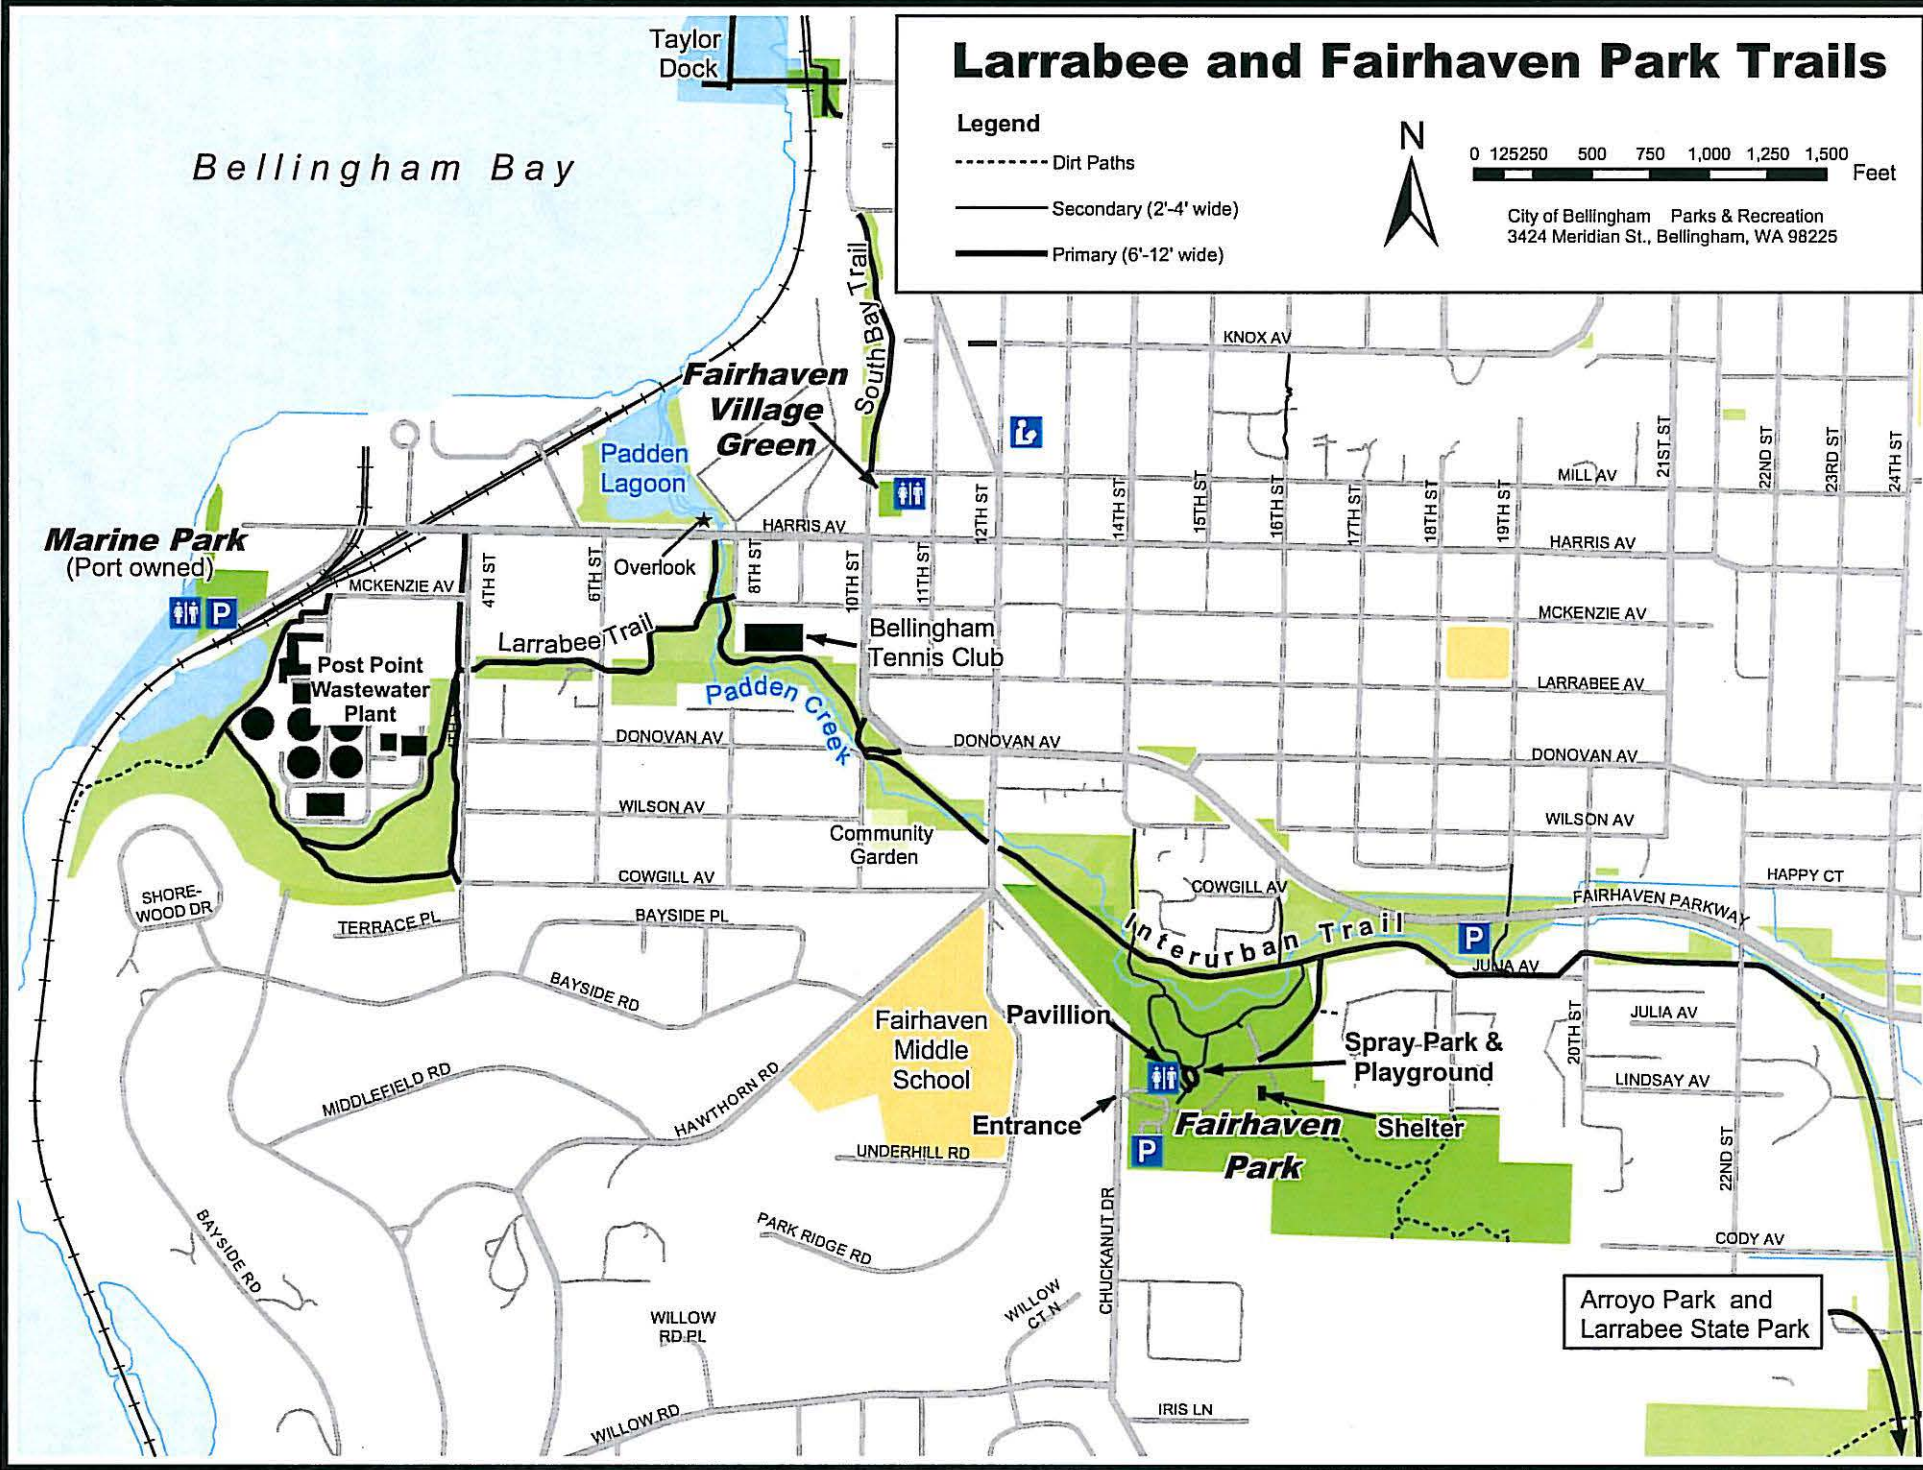 Larrabee and Fairhaven Park Trails
Legend
Dirt Paths
Secondary (2'-4' wide)
Primary (6'-12' wide)
N
0 125250 500 750 1,000 1,250 1,500
Feet
City of Bellingham Parks & Recreation
3424 Meridian St., Bellingham, WA 98225
Taylor
Dock
Bellingham Bay
South Bay Trail
KNOX AV
Fairhaven
Village
Green
Padden
Lagoon
MILL AV
21ST ST
22ND ST
23RD ST
24TH ST
12TH ST
14TH ST
15TH ST
16TH ST
17TH ST
18TH ST
19TH ST
Marine Park
(Port owned)
P
HARRIS AV
HARRIS AV
Overlook
MCKENZIE AV
4TH ST
6TH ST
8TH ST
10TH ST
11TH ST
MCKENZIE AV
Larrabee Trail
Bellingham
Tennis Club
Post Point
Wastewater
Plant
LARRABEE AV
Padden Creek
DONOVAN AV
DONOVAN AV
DONOVAN AV
WILSON AV
WILSON AV
Community
Garden
COWGILL AV
COWGILL AV
HAPPY CT
FAIRHAVEN PARKWAY
SHORE-
WOOD DR
TERRACE PL
BAYSIDE PL
Interurban Trail
P
JULIA AV
BAYSIDE RD
Fairhaven
Middle
School
Pavillion
JULIA AV
20TH ST
Spray Park &
Playground
MIDDLEFIELD RD
HAWTHORN RD
LINDSAY AV
Entrance
Fairhaven
Park
Shelter
P
UNDERHILL RD
22ND ST
CHUCKANUT DR
BAYSIDE RD
PARK RIDGE RD
CODY AV
WILLOW
CT N
WILLOW
RD PL
Arroyo Park and
Larrabee State Park
WILLOW RD
IRIS LN